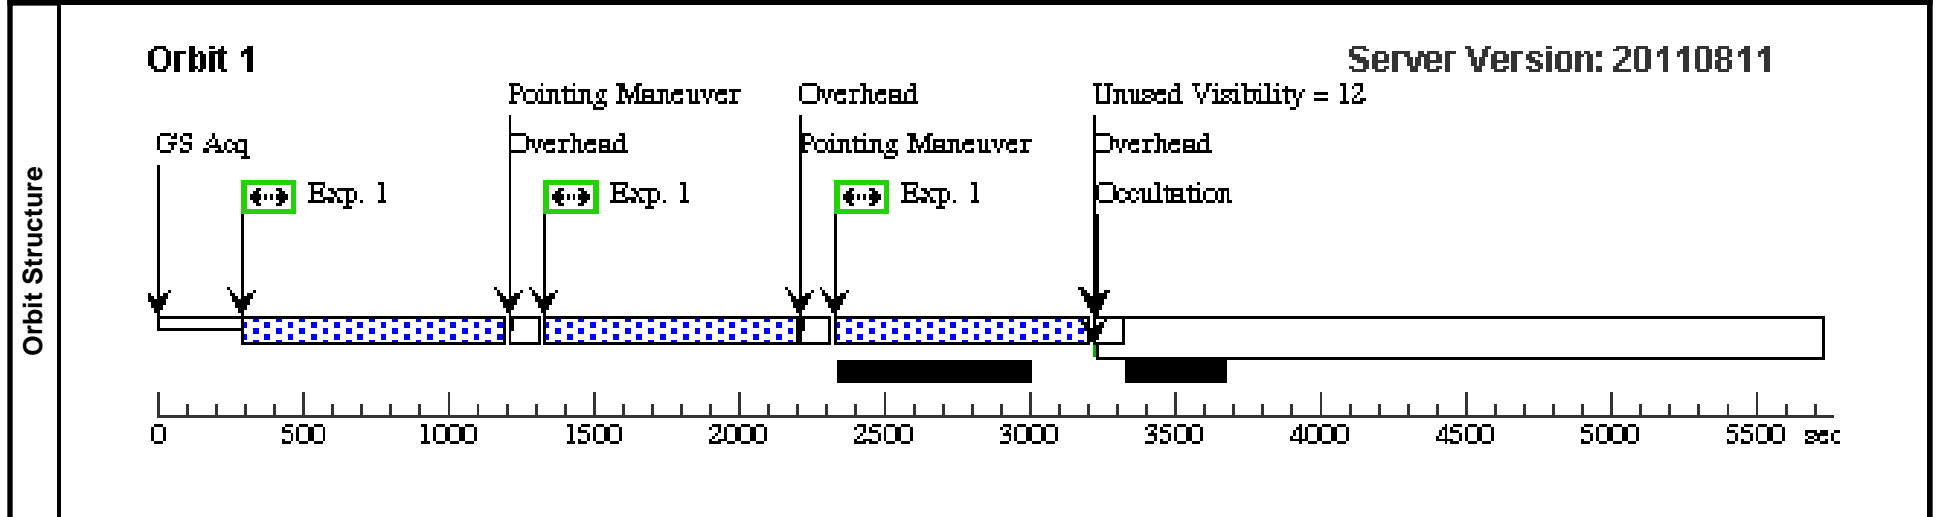 Orbit Structure
Orbit 1
Server Version: 20110811
Pointing Maneuver
Overhead
Unused Visibility = 12
GS Acq
Overhead
Pointing Maneuver
Overhead
Exp. 1
Exp. 1
Exp. 1
Occultation
0 500 1000 1500 2000 2500 3000 3500 4000 4500 5000 5500 sec